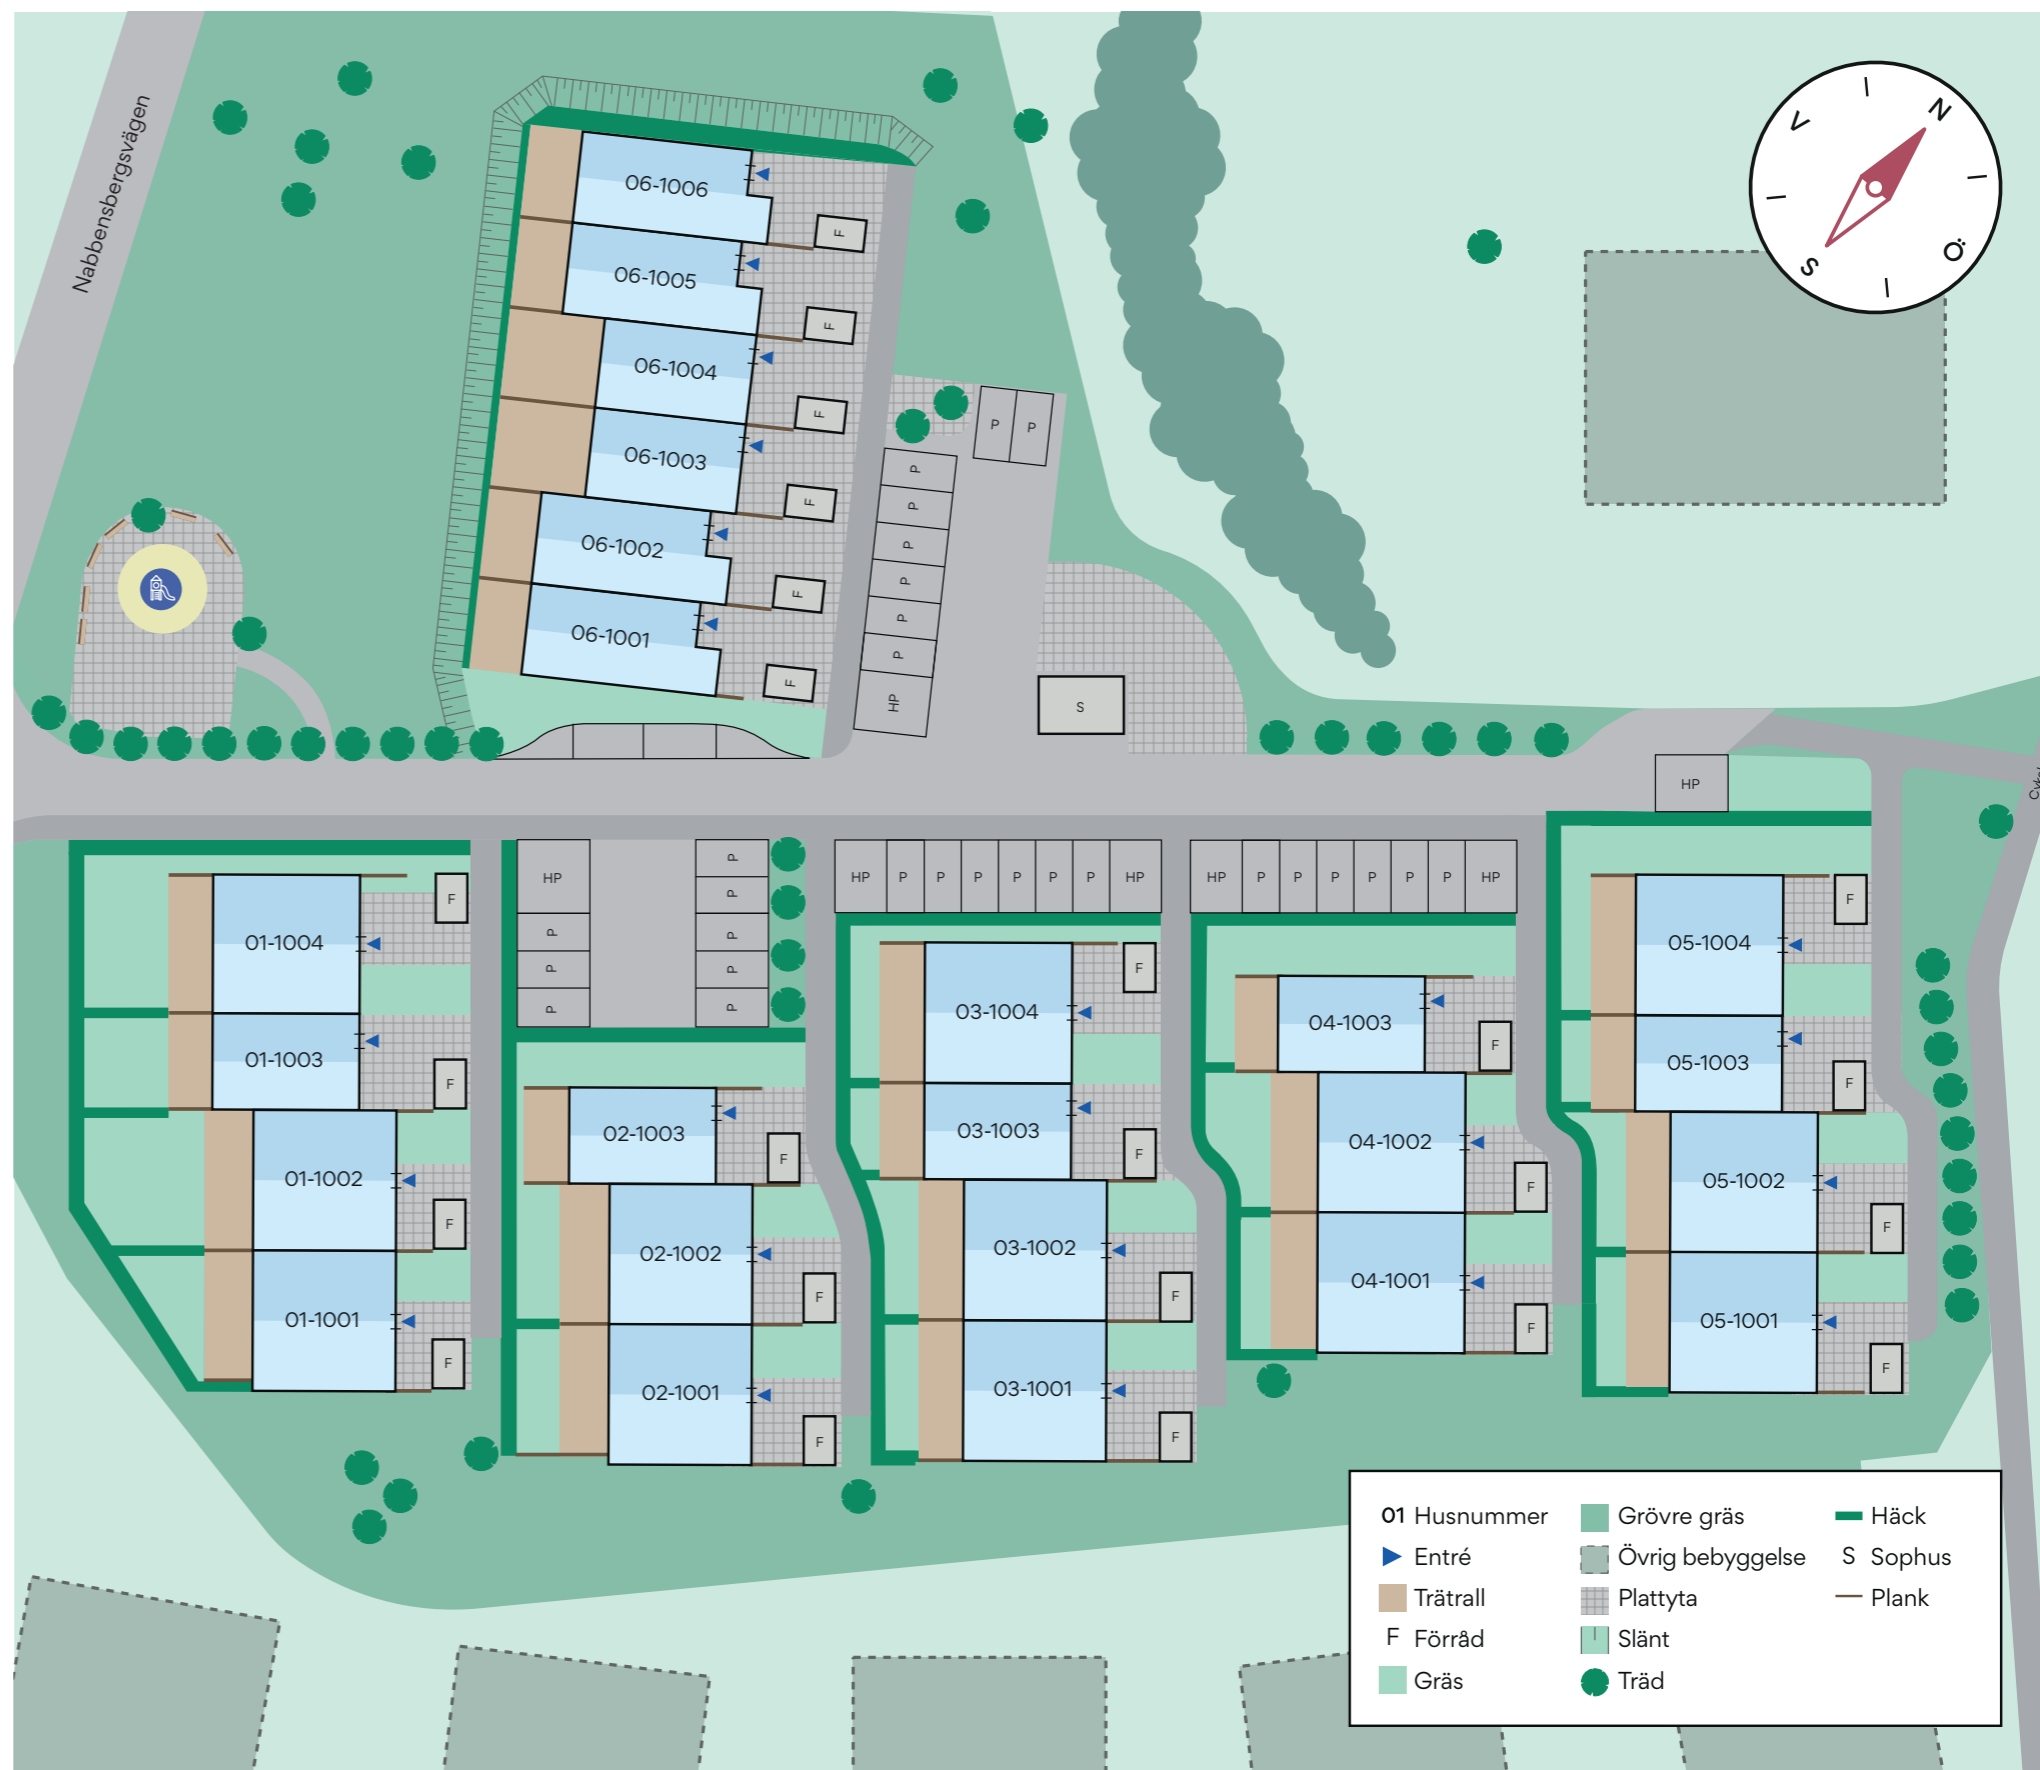 Nabbensbergsvägen
N
V
Ö
S
06-1006
F
06-1005
F
06-1004
F
06-1003
F
06-1002
F
06-1001
F
P
P
P
P
P
P
P
P
HP
S
HP
01-1004
F
01-1003
F
01-1002
F
01-1001
F
HP
P
P
P
P
P
P
P
P
02-1003
F
02-1002
F
02-1001
F
HP
P
P
P
P
P
P
HP
03-1004
F
03-1003
F
03-1002
F
03-1001
F
HP
P
P
P
P
P
P
HP
04-1003
F
04-1002
F
04-1001
F
05-1004
F
05-1003
F
05-1002
F
05-1001
F
01 Husnummer
Entré
Trätrall
F Förråd
Gräs
Grövre gräs
Övrig bebyggelse
Plattyta
Slänt
Träd
Häck
S Sophus
Plank